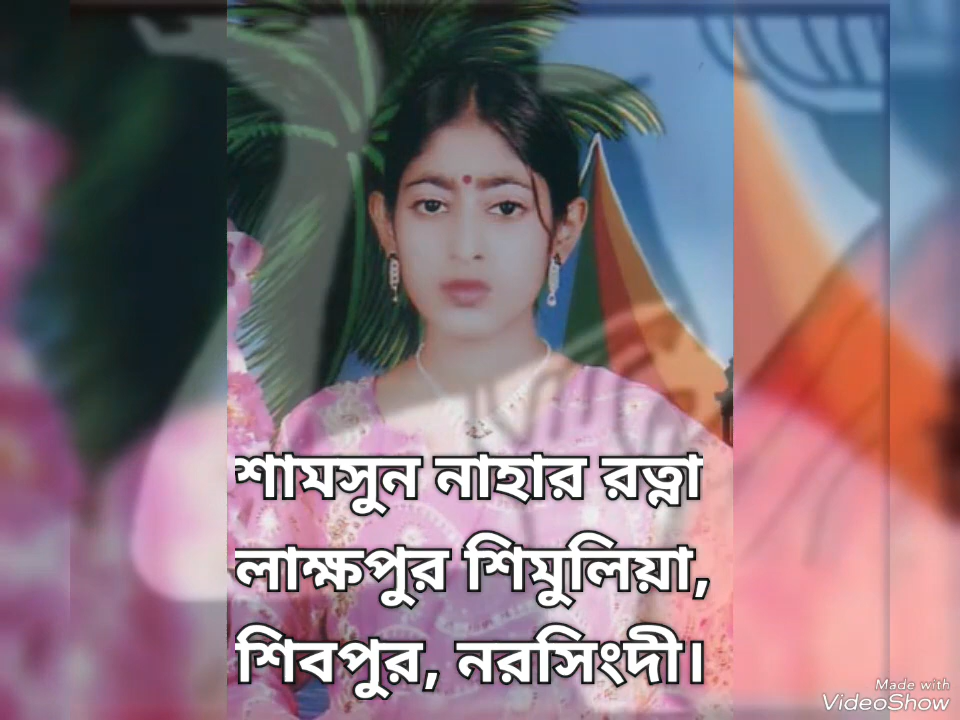 শামসুন নাহার রত্না
লাক্ষপুর শিমুলিয়া,
শিবপুর, নরসিংদী।
Made with
VideoShow